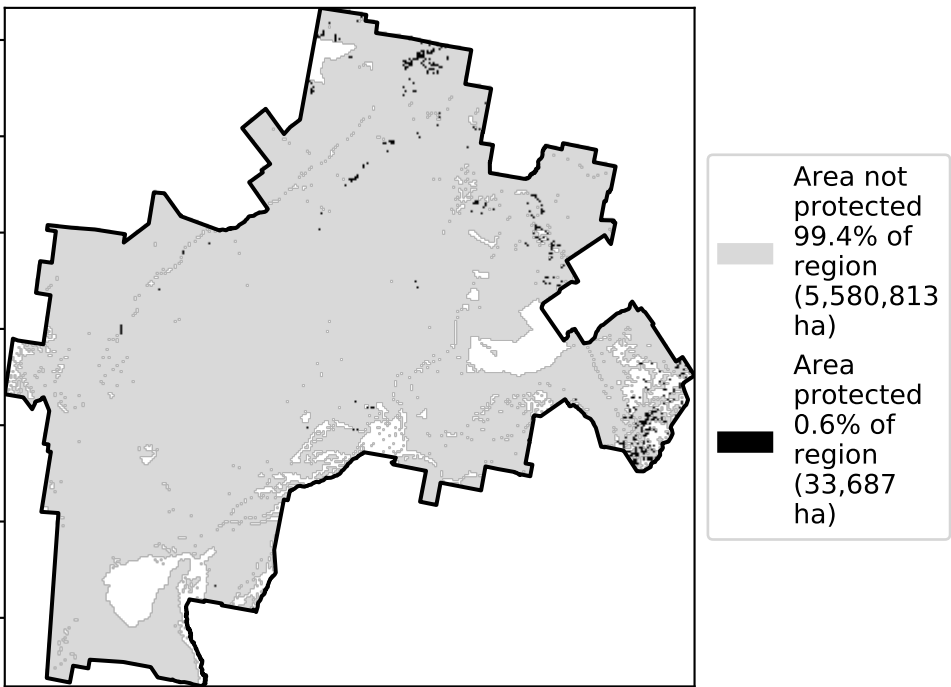 Area not
protected
99.4% of
region
(5,580,813
ha)
Area
protected
0.6% of
region
(33,687
ha)